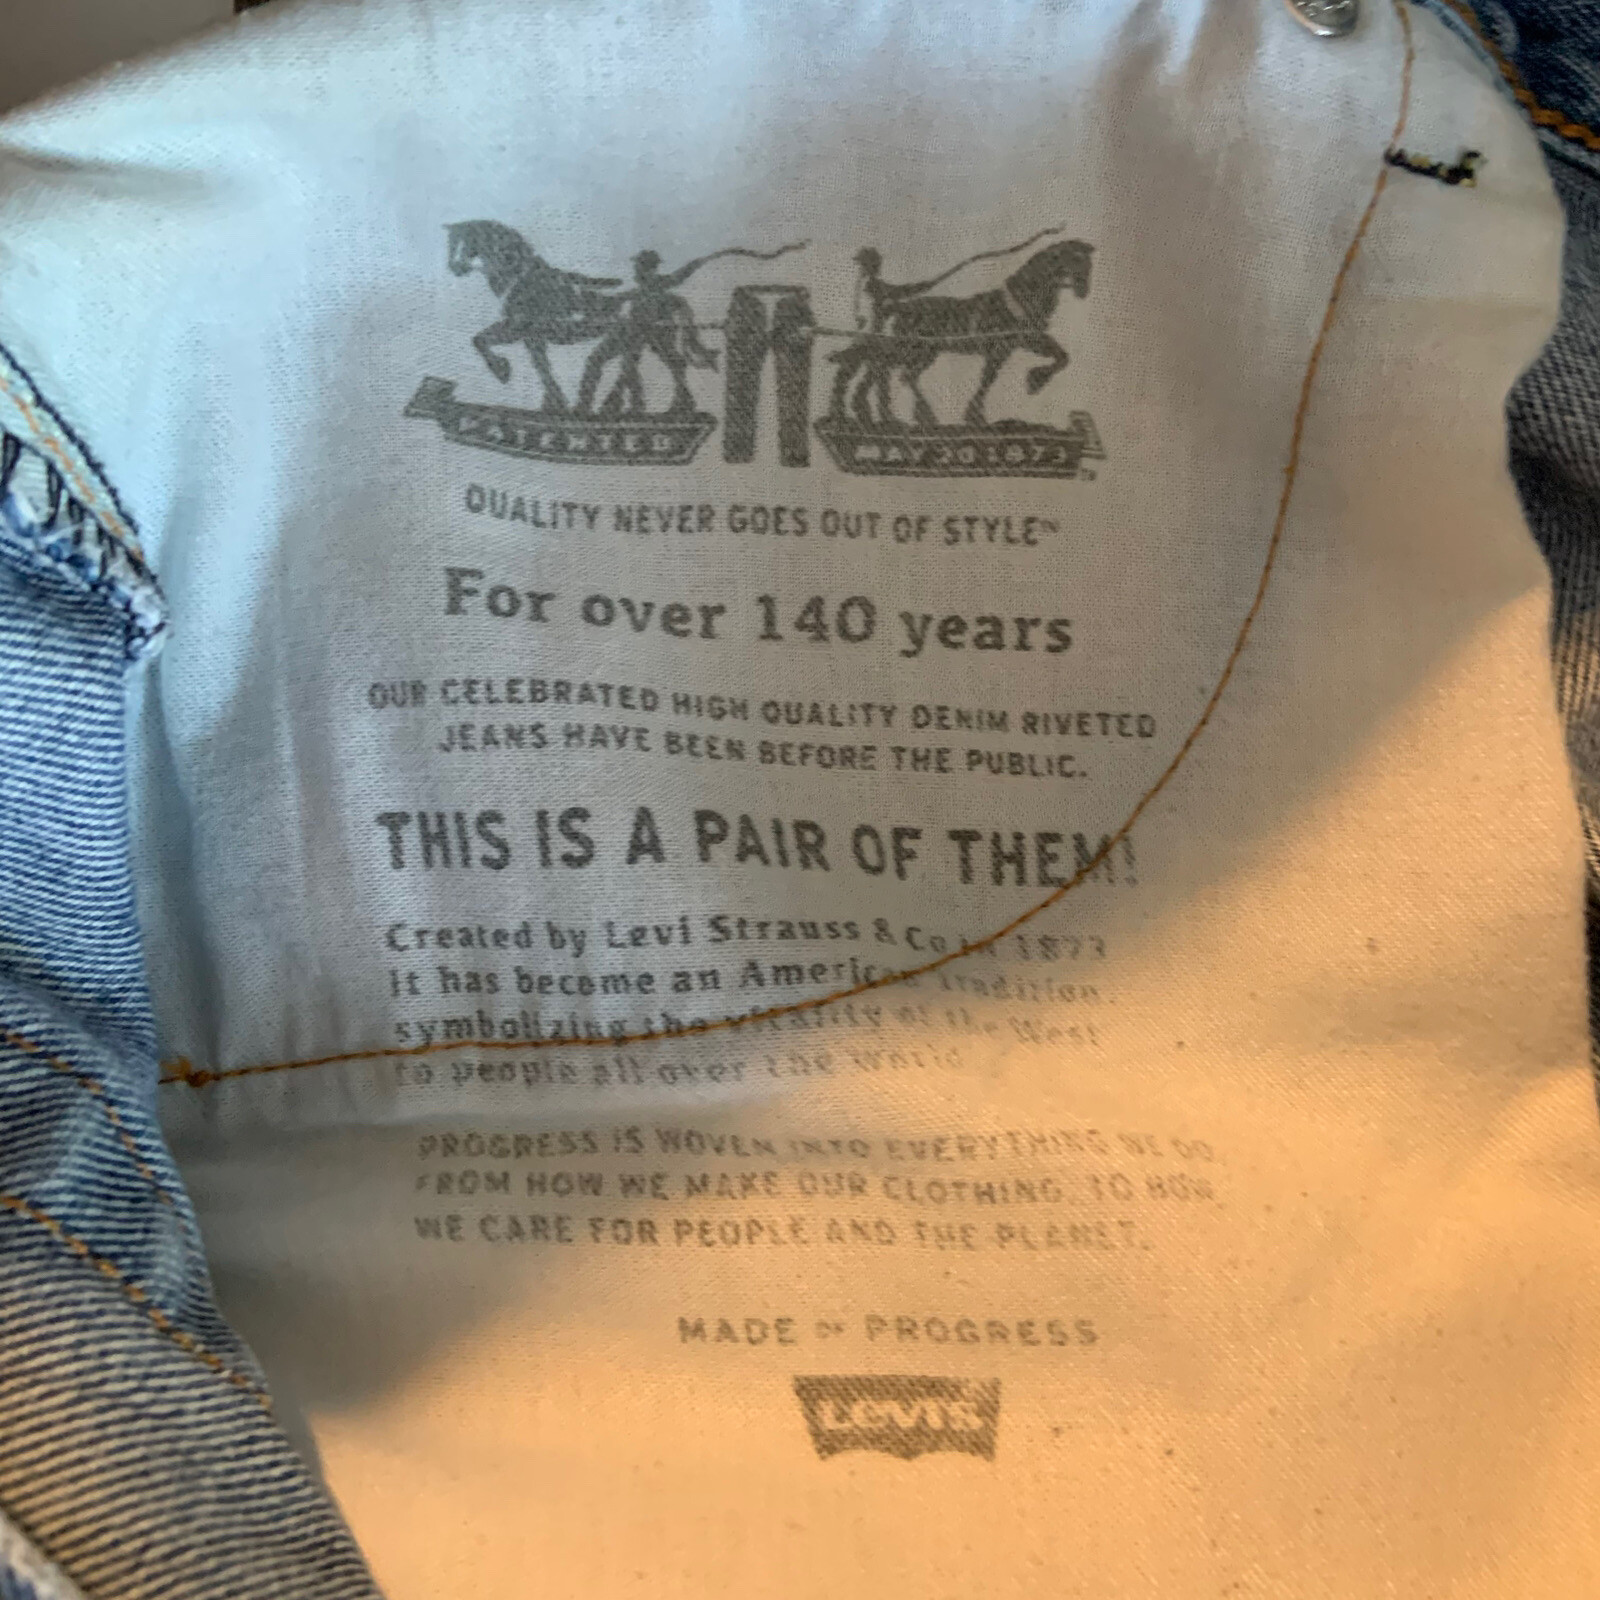 PATENTED
MAY 20 1873
QUALITY NEVER GOES OUT OF STYLE™
For over 140 years
OUR CELEBRATED HIGH QUALITY DENIM RIVETED
JEANS HAVE BEEN BEFORE THE PUBLIC.
THIS IS A PAIR OF THEM!
Created by Levi Strauss & Co in 1873
It has become an American tradition,
symbolizing the vitality of the West
to people all over the world
PROGRESS IS WOVEN INTO EVERYTHING WE DO,
FROM HOW WE MAKE OUR CLOTHING, TO HOW
WE CARE FOR PEOPLE AND THE PLANET.
MADE OF PROGRESS
LEVI'S